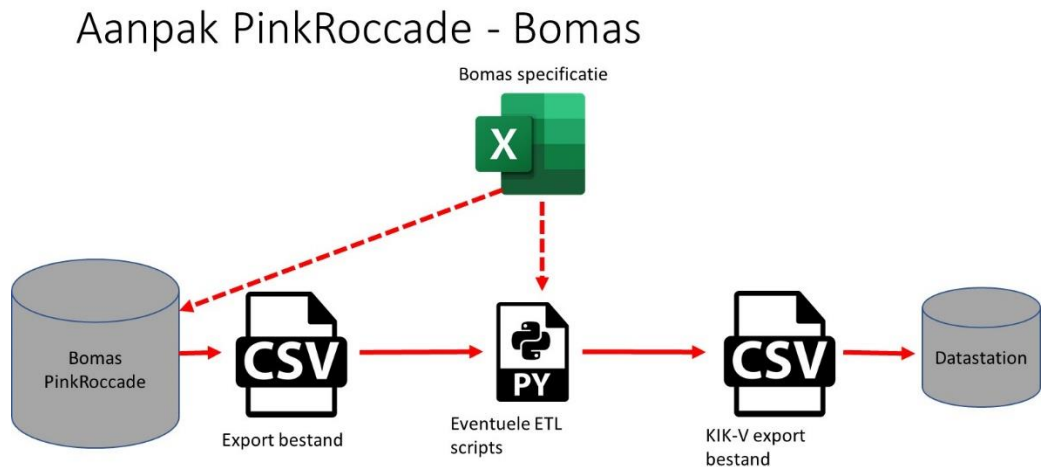 Aanpak PinkRoccade - Bomas
Bomas specificatie
X
Bomas
PinkRoccade
CSV
Export bestand
PY
Eventuele ETL
scripts
CSV
KIK-V export
bestand
Datastation